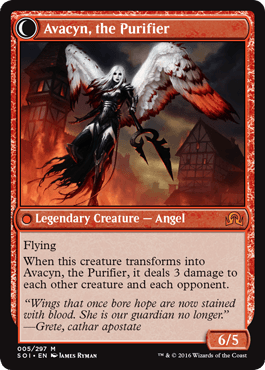 Avacyn, the Purifier
Legendary Creature — Angel
Flying
When this creature transforms into
Avacyn, the Purifier, it deals 3 damage to
each other creature and each opponent.
“Wings that once bore hope are now stained
with blood. She is our guardian no longer.”
—Grete, cathar apostate
6/5
005/297 M
SOI • EN JAMES RYMAN
™ & © 2016 Wizards of the Coast